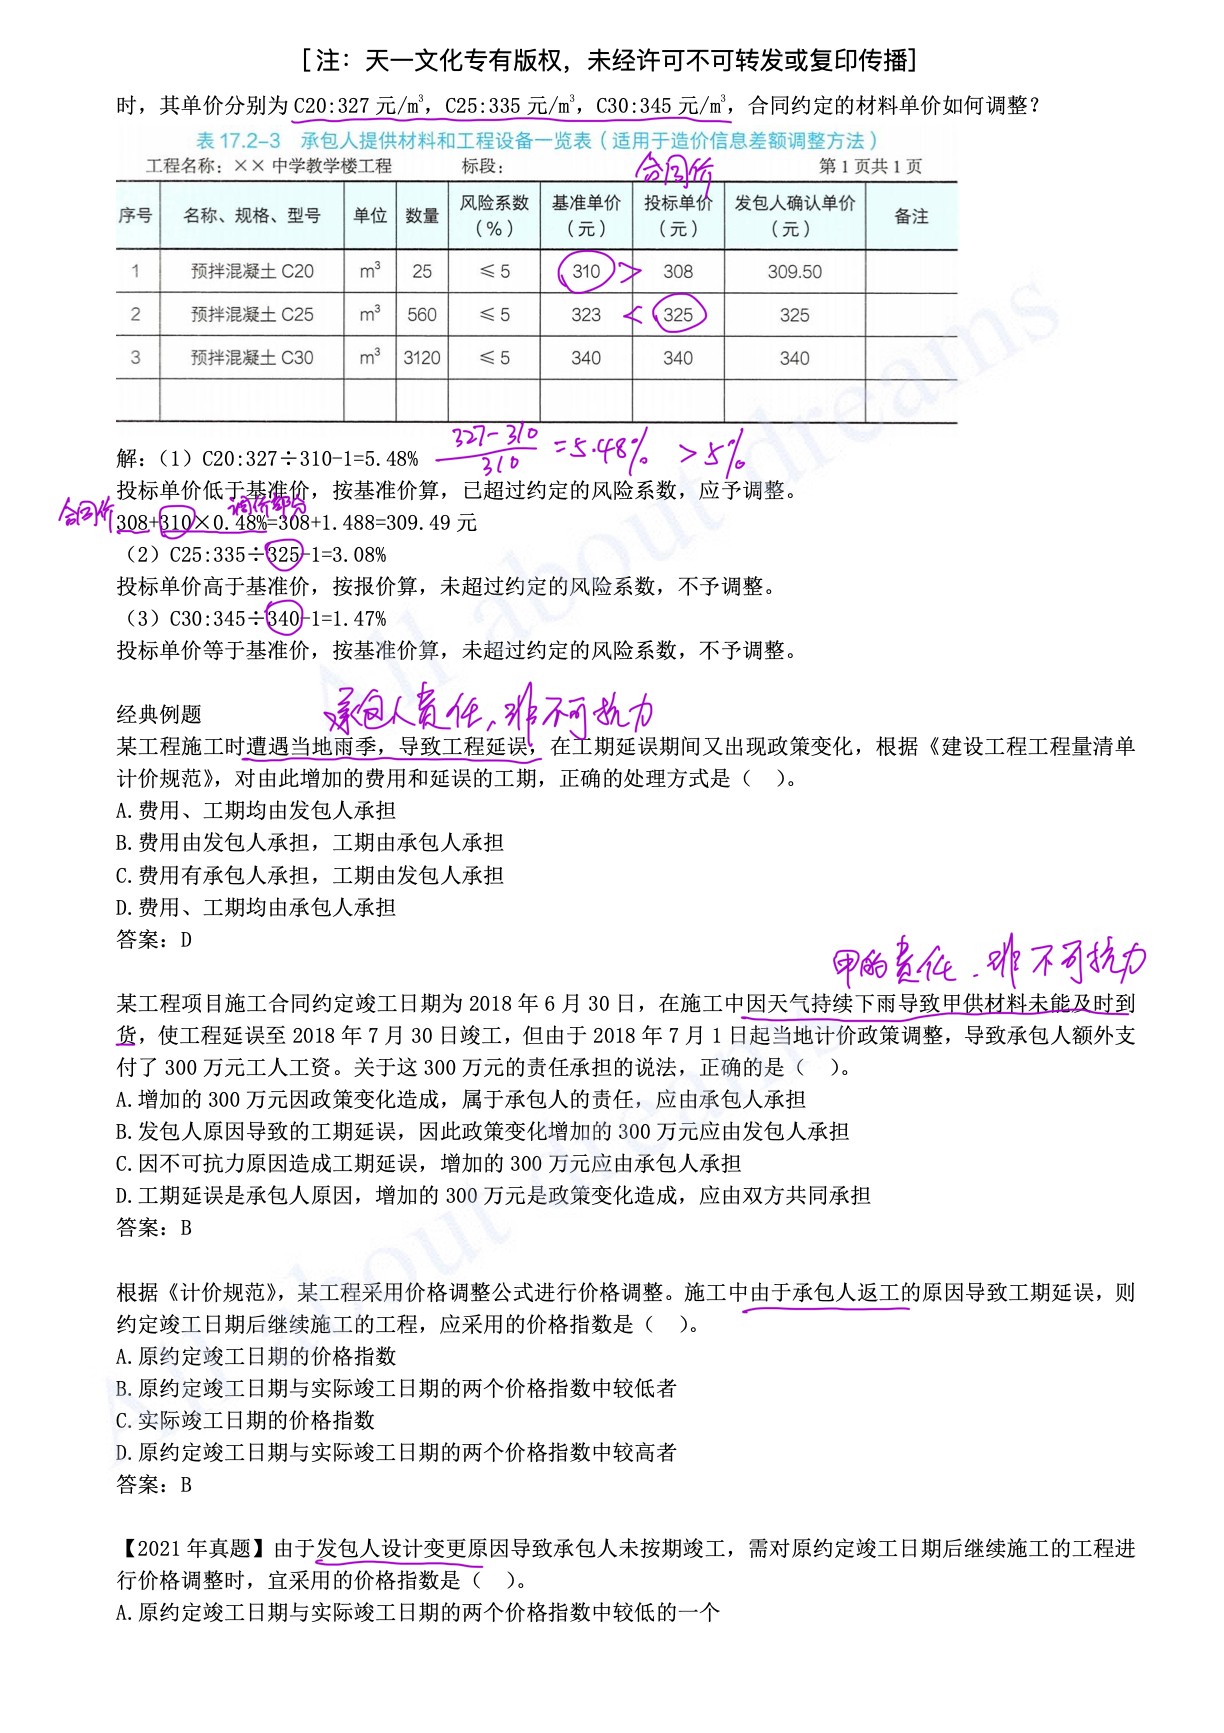 [注：天一文化专有版权，未经许可不可转发或复印传播]
时，其单价分别为 C20:327 元/m³，C25:335 元/m³，C30:345 元/m³，合同约定的材料单价如何调整？
表 17.2-3 承包人提供材料和工程设备一览表（适用于造价信息差额调整方法）
工程名称：×× 中学教学楼工程 标段： 第 1 页共 1 页
合同价
序号 名称、规格、型号 单位 数量 风险系数（%） 基准单价（元） 投标单价（元） 发包人确认单价（元） 备注
1 预拌混凝土 C20 m³ 25 ≤5 310 > 308 309.50
2 预拌混凝土 C25 m³ 560 ≤5 323 < 325 325
3 预拌混凝土 C30 m³ 3120 ≤5 340 340 340
327-310
310
=5.48% >5%
解：（1）C20:327÷310-1=5.48%
投标单价低于基准价，按基准价算，已超过约定的风险系数，应予调整。
合同价 调价部分
308+310×0.48%=308+1.488=309.49 元
（2）C25:335÷325-1=3.08%
投标单价高于基准价，按报价算，未超过约定的风险系数，不予调整。
（3）C30:345÷340-1=1.47%
投标单价等于基准价，按基准价算，未超过约定的风险系数，不予调整。
承包人责任，非不可抗力
经典例题
某工程施工时遭遇当地雨季，导致工程延误，在工期延误期间又出现政策变化，根据《建设工程工程量清单
计价规范》，对由此增加的费用和延误的工期，正确的处理方式是（ ）。
A.费用、工期均由发包人承担
B.费用由发包人承担，工期由承包人承担
C.费用有承包人承担，工期由发包人承担
D.费用、工期均由承包人承担
答案：D
甲的责任，非不可抗力
某工程项目施工合同约定竣工日期为 2018 年 6 月 30 日，在施工中因天气持续下雨导致甲供材料未能及时到
货，使工程延误至 2018 年 7 月 30 日竣工，但由于 2018 年 7 月 1 日起当地计价政策调整，导致承包人额外支
付了 300 万元工人工资。关于这 300 万元的责任承担的说法，正确的是（ ）。
A.增加的 300 万元因政策变化造成，属于承包人的责任，应由承包人承担
B.发包人原因导致的工期延误，因此政策变化增加的 300 万元应由发包人承担
C.因不可抗力原因造成工期延误，增加的 300 万元应由承包人承担
D.工期延误是承包人原因，增加的 300 万元是政策变化造成，应由双方共同承担
答案：B
根据《计价规范》，某工程采用价格调整公式进行价格调整。施工中由于承包人返工的原因导致工期延误，则
约定竣工日期后继续施工的工程，应采用的价格指数是（ ）。
A.原约定竣工日期的价格指数
B.原约定竣工日期与实际竣工日期的两个价格指数中较低者
C.实际竣工日期的价格指数
D.原约定竣工日期与实际竣工日期的两个价格指数中较高者
答案：B
【2021 年真题】由于发包人设计变更原因导致承包人未按期竣工，需对原约定竣工日期后继续施工的工程进
行价格调整时，宜采用的价格指数是（ ）。
A.原约定竣工日期与实际竣工日期的两个价格指数中较低的一个
All about dreams
All about dreams